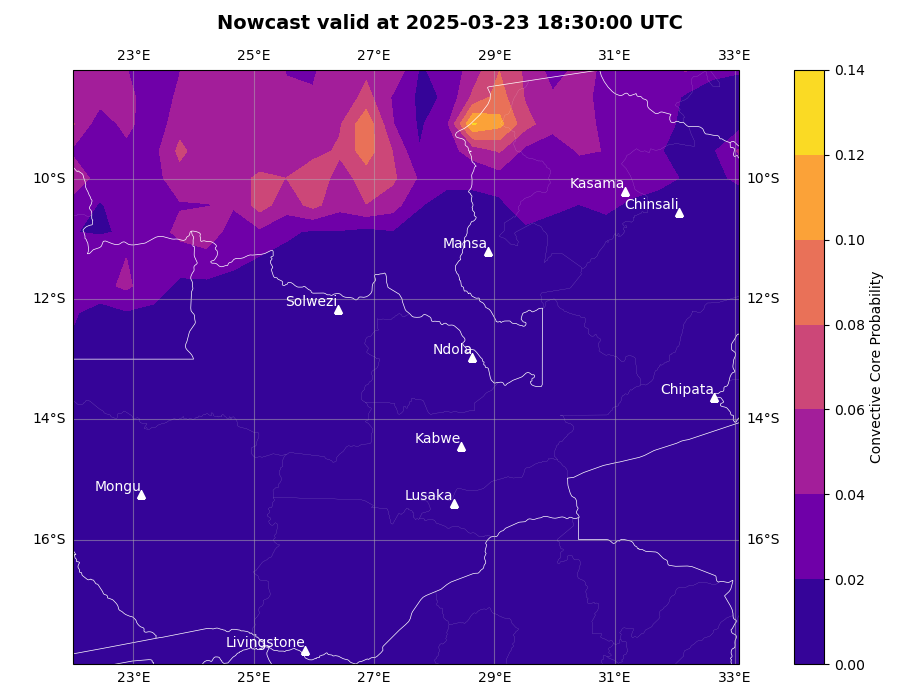 Nowcast valid at 2025-03-23 18:30:00 UTC
23°E 25°E 27°E 29°E 31°E 33°E
0.14
0.12
10°S Kasama 10°S
Chinsali
0.10
Mansa
12°S Solwezi 12°S
0.08
Ndola
Convective Core Probability
0.06
Chipata
14°S 14°S
Kabwe
0.04
Mongu Lusaka
16°S 16°S
0.02
Livingstone
0.00
23°E 25°E 27°E 29°E 31°E 33°E